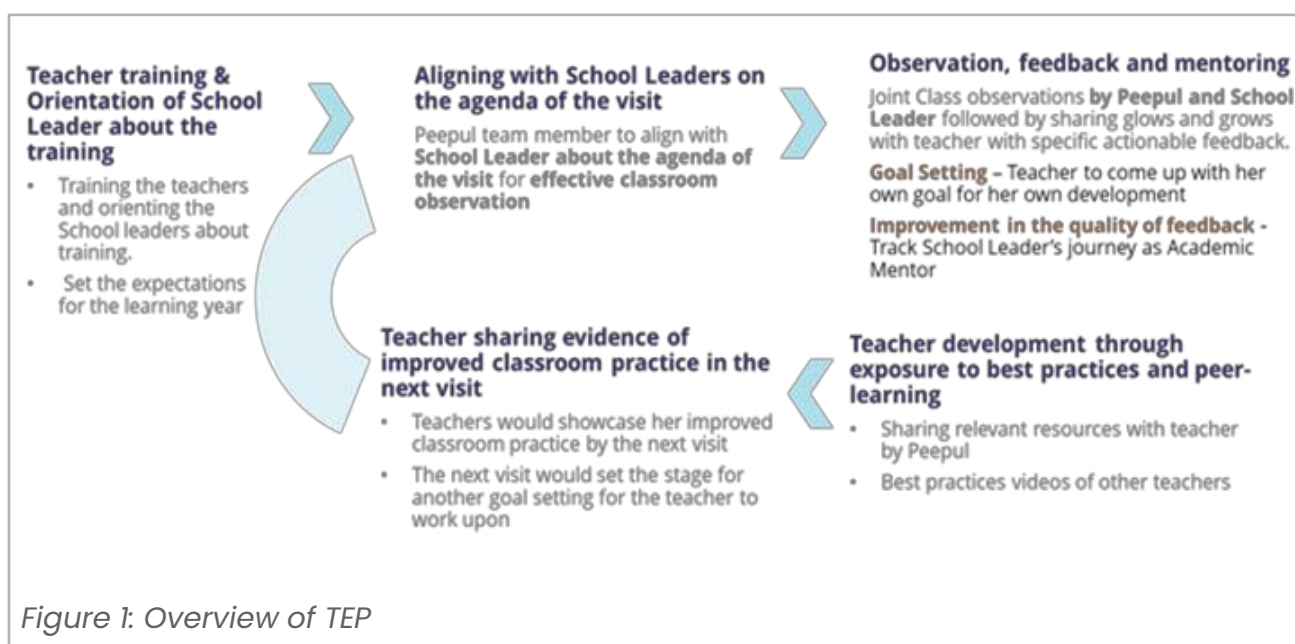 Teacher training &
Orientation of School
Leader about the
training
• Training the teachers
and orienting the
School leaders about
training.
• Set the expectations
for the learning year
Aligning with School Leaders on
the agenda of the visit
Peepul team member to align with
School Leader about the agenda of
the visit for effective classroom
observation
Observation, feedback and mentoring
Joint Class observations by Peepul and School
Leader followed by sharing glows and grows
with teacher with specific actionable feedback.
Goal Setting – Teacher to come up with her
own goal for her own development
Improvement in the quality of feedback -
Track School Leader's journey as Academic
Mentor
Teacher development through
exposure to best practices and peer-
learning
• Sharing relevant resources with teacher
by Peepul
• Best practices videos of other teachers
Teacher sharing evidence of
improved classroom practice in the
next visit
• Teachers would showcase her improved
classroom practice by the next visit
• The next visit would set the stage for
another goal setting for the teacher to
work upon
Figure 1: Overview of TEP